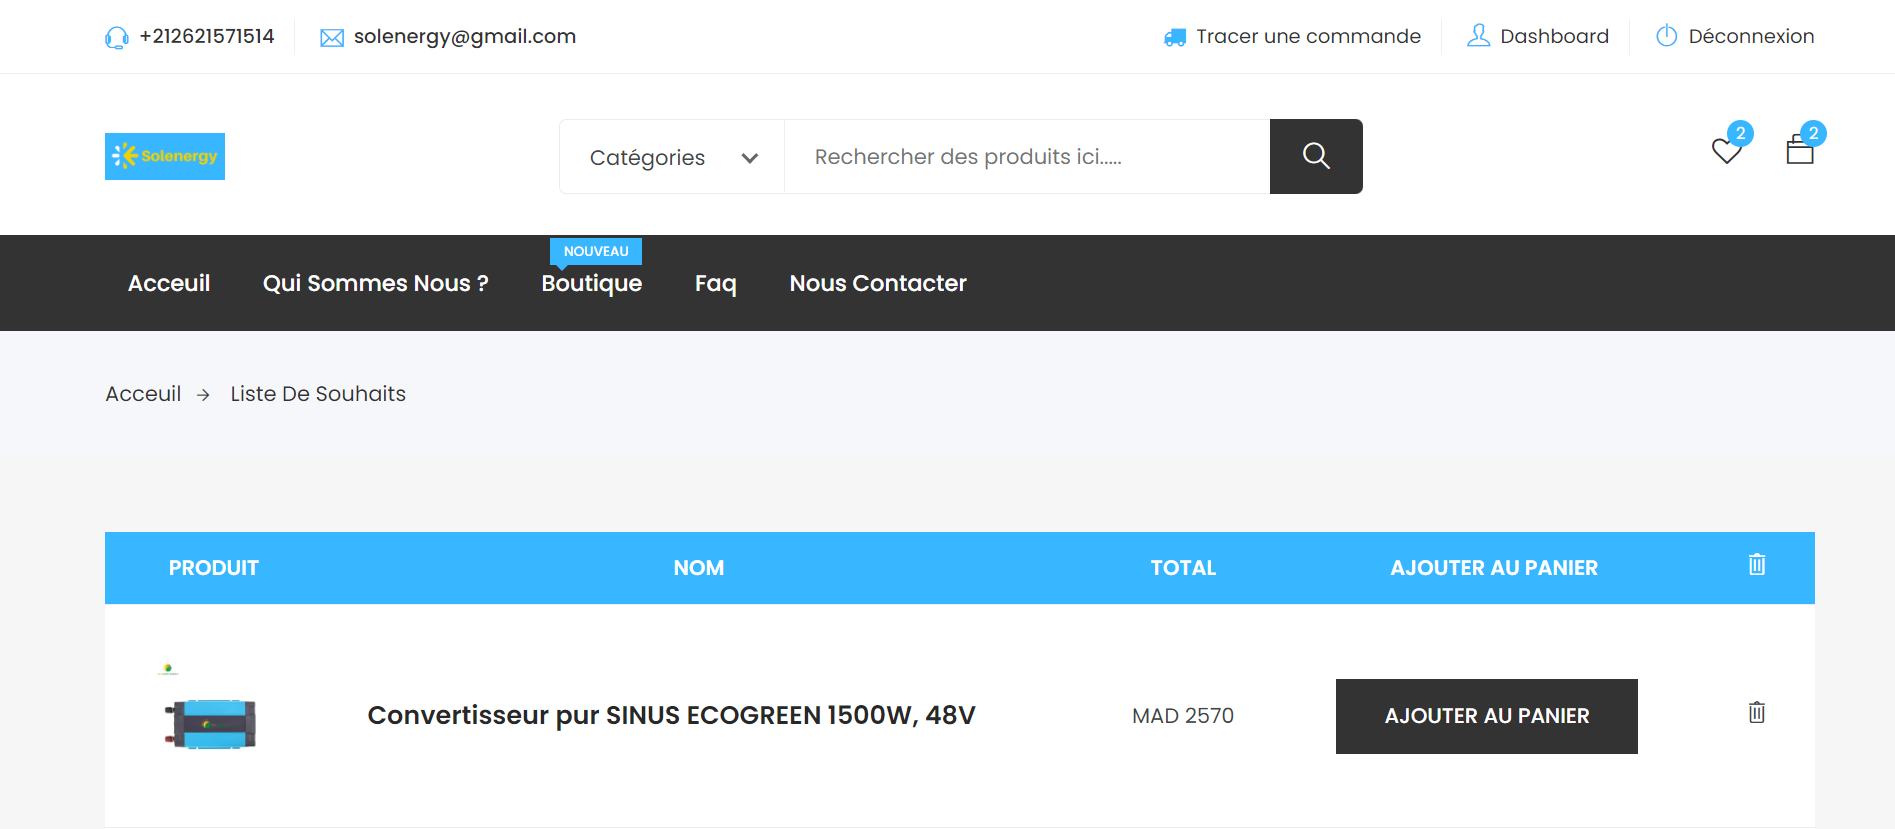 +212621571514
solenergy@gmail.com
Tracer une commande
Dashboard
Déconnexion
Solenergy
Catégories
Rechercher des produits ici.....
2
2
NOUVEAU
Acceuil
Qui Sommes Nous ?
Boutique
Faq
Nous Contacter
Acceuil → Liste De Souhaits
PRODUIT NOM TOTAL AJOUTER AU PANIER
Convertisseur pur SINUS ECOGREEN 1500W, 48V
MAD 2570
AJOUTER AU PANIER